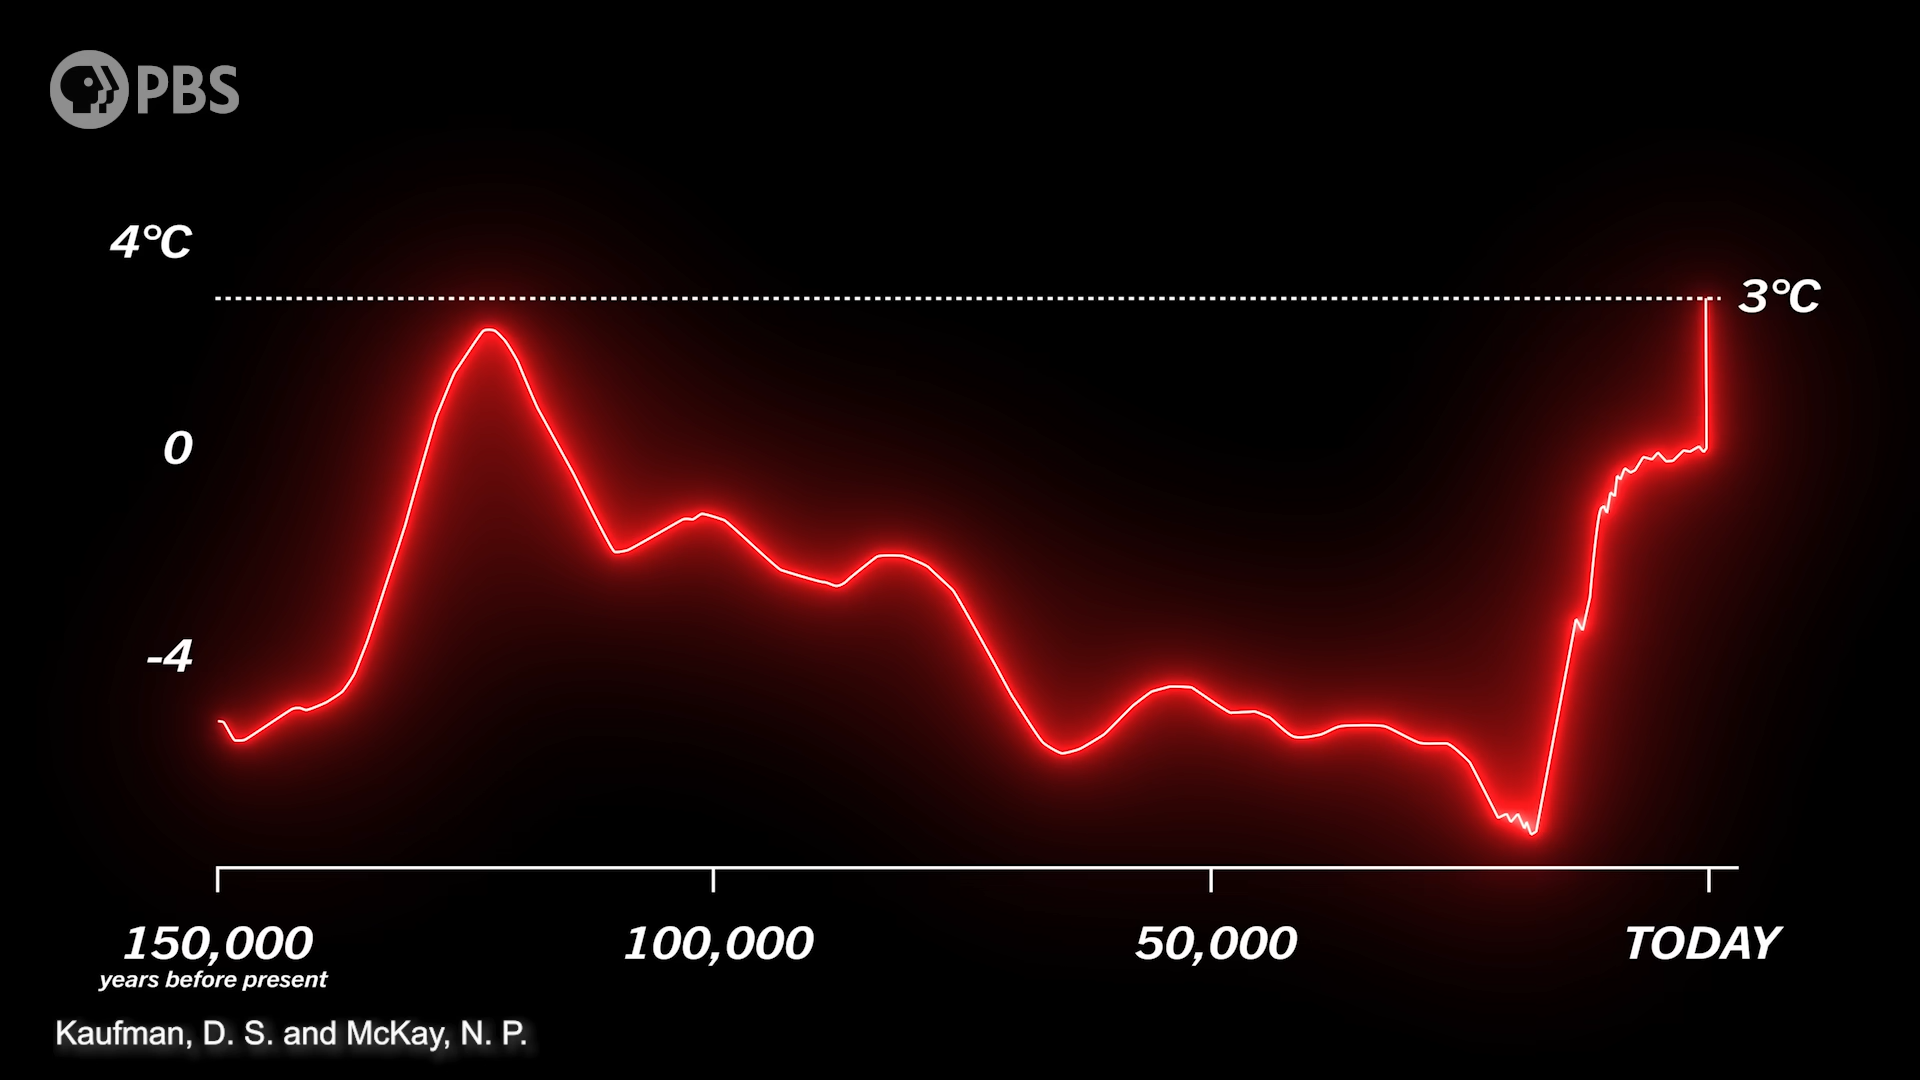 PBS
4°C
3°C
0
-4
150,000
years before present
100,000
50,000
TODAY
Kaufman, D. S. and McKay, N. P.